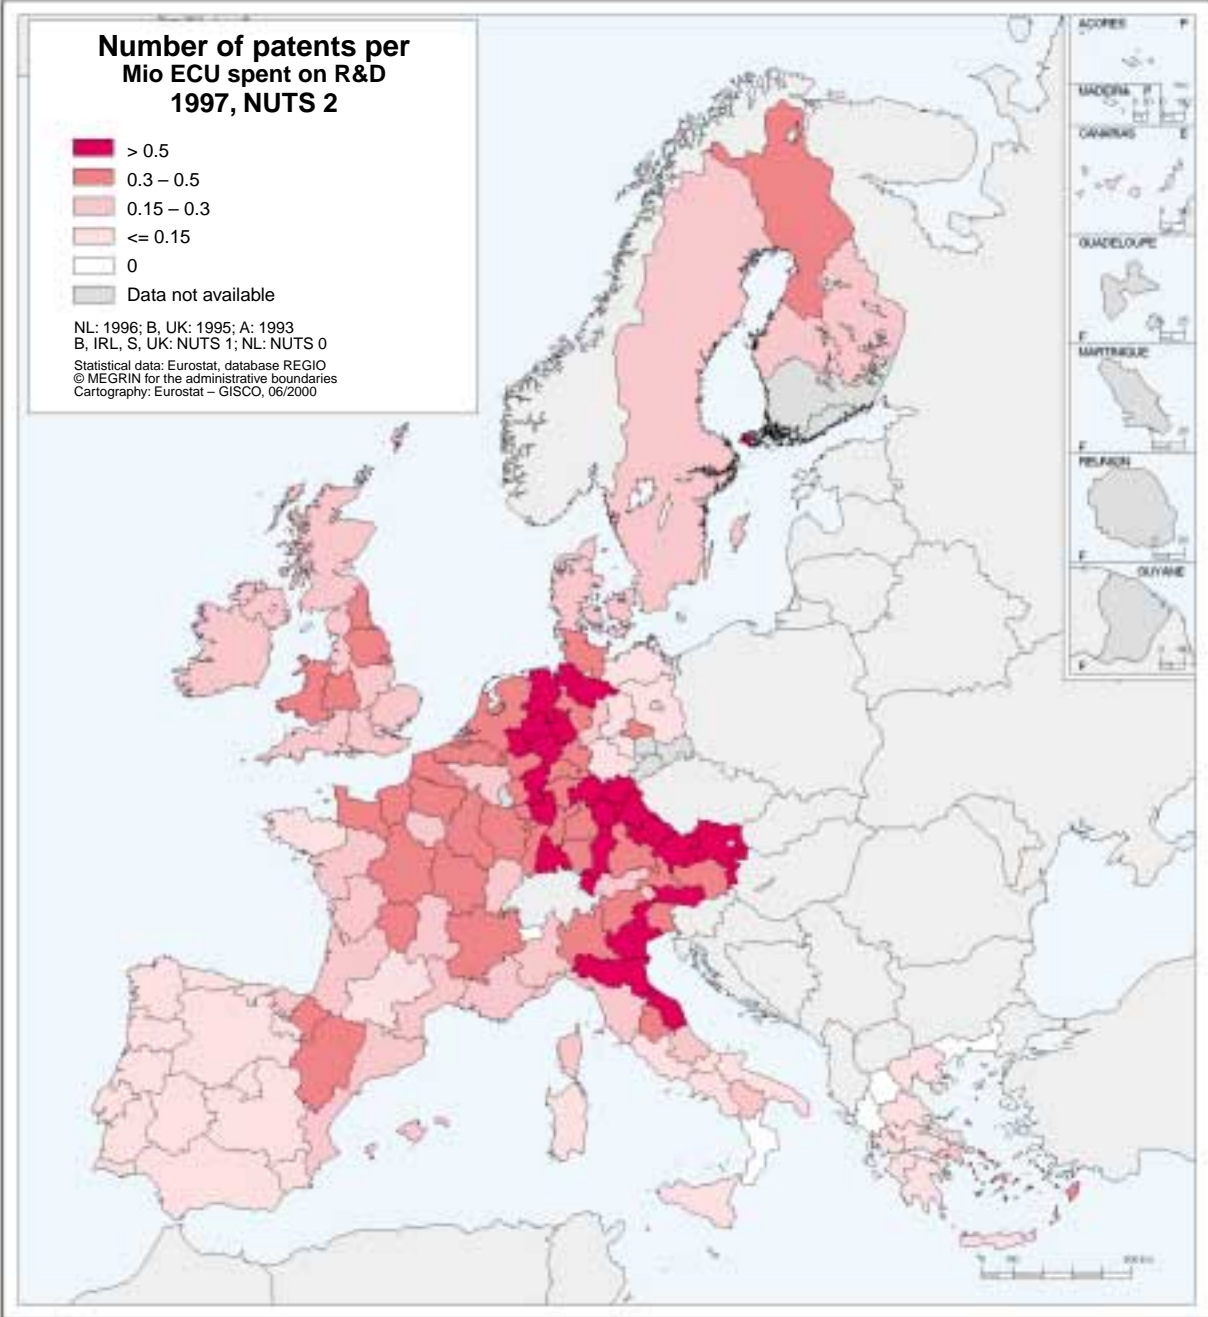 Number of patents per
Mio ECU spent on R&D
1997, NUTS 2
> 0.5
0.3 – 0.5
0.15 – 0.3
<= 0.15
0
Data not available
NL: 1996; B, UK: 1995; A: 1993
B, IRL, S, UK: NUTS 1; NL: NUTS 0
Statistical data: Eurostat, database REGIO
© MEGRIN for the administrative boundaries
Cartography: Eurostat – GISCO, 06/2000
AÇORES P
MADEIRA P
CANARIAS E
GUADELOUPE
F
MARTINIQUE
F
REUNION
F
GUYANE
F